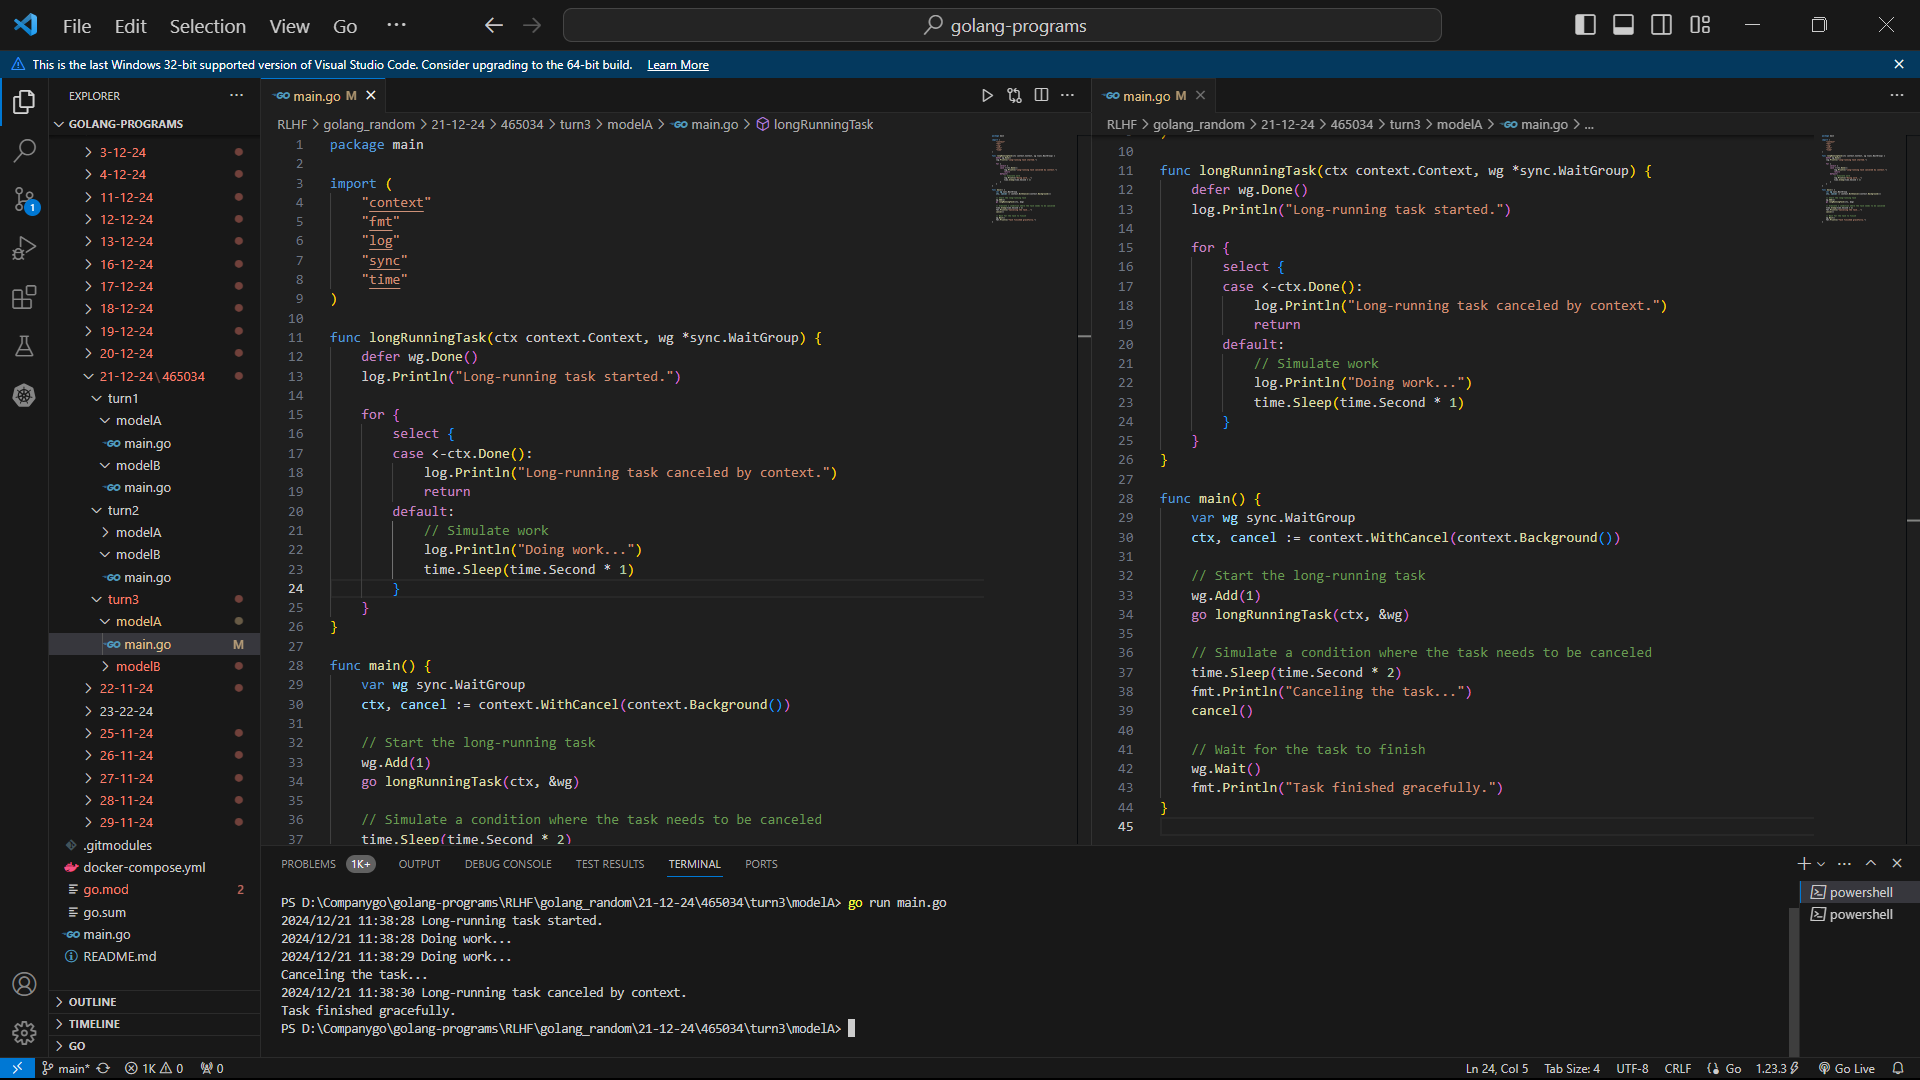 File Edit Selection View Go ···
golang-programs
This is the last Windows 32-bit supported version of Visual Studio Code. Consider upgrading to the 64-bit build. Learn More
EXPLORER
GOLANG-PROGRAMS
3-12-24
4-12-24
11-12-24
12-12-24
13-12-24
16-12-24
17-12-24
18-12-24
19-12-24
20-12-24
21-12-24\465034
turn1
modelA
main.go
modelB
main.go
turn2
modelA
modelB
main.go
turn3
modelA
main.go M
modelB
22-11-24
23-22-24
25-11-24
26-11-24
27-11-24
28-11-24
29-11-24
.gitmodules
docker-compose.yml
go.mod 2
go.sum
main.go
README.md
OUTLINE
TIMELINE
GO
1
main.go M
RLHF > golang_random > 21-12-24 > 465034 > turn3 > modelA > main.go > longRunningTask
1 package main
2
3 import (
4 "context"
5 "fmt"
6 "log"
7 "sync"
8 "time"
9 )
10
11 func longRunningTask(ctx context.Context, wg *sync.WaitGroup) {
12 defer wg.Done()
13 log.Println("Long-running task started.")
14
15 for {
16 select {
17 case <-ctx.Done():
18 log.Println("Long-running task canceled by context.")
19 return
20 default:
21 // Simulate work
22 log.Println("Doing work...")
23 time.Sleep(time.Second * 1)
24 }
25 }
26 }
27
28 func main() {
29 var wg sync.WaitGroup
30 ctx, cancel := context.WithCancel(context.Background())
31
32 // Start the long-running task
33 wg.Add(1)
34 go longRunningTask(ctx, &wg)
35
36 // Simulate a condition where the task needs to be canceled
37 time.Sleep(time.Second * 2)
main.go M
RLHF > golang_random > 21-12-24 > 465034 > turn3 > modelA > main.go > ...
10
11 func longRunningTask(ctx context.Context, wg *sync.WaitGroup) {
12 defer wg.Done()
13 log.Println("Long-running task started.")
14
15 for {
16 select {
17 case <-ctx.Done():
18 log.Println("Long-running task canceled by context.")
19 return
20 default:
21 // Simulate work
22 log.Println("Doing work...")
23 time.Sleep(time.Second * 1)
24 }
25 }
26 }
27
28 func main() {
29 var wg sync.WaitGroup
30 ctx, cancel := context.WithCancel(context.Background())
31
32 // Start the long-running task
33 wg.Add(1)
34 go longRunningTask(ctx, &wg)
35
36 // Simulate a condition where the task needs to be canceled
37 time.Sleep(time.Second * 2)
38 fmt.Println("Canceling the task...")
39 cancel()
40
41 // Wait for the task to finish
42 wg.Wait()
43 fmt.Println("Task finished gracefully.")
44 }
45
PROBLEMS 1K+ OUTPUT DEBUG CONSOLE TEST RESULTS TERMINAL PORTS
PS D:\Companygo\golang-programs\RLHF\golang_random\21-12-24\465034\turn3\modelA> go run main.go
2024/12/21 11:38:28 Long-running task started.
2024/12/21 11:38:28 Doing work...
2024/12/21 11:38:29 Doing work...
Canceling the task...
2024/12/21 11:38:30 Long-running task canceled by context.
Task finished gracefully.
PS D:\Companygo\golang-programs\RLHF\golang_random\21-12-24\465034\turn3\modelA>
powershell
powershell
main* 1K 0 0 Ln 24, Col 5 Tab Size: 4 UTF-8 CRLF Go 1.23.3 Go Live